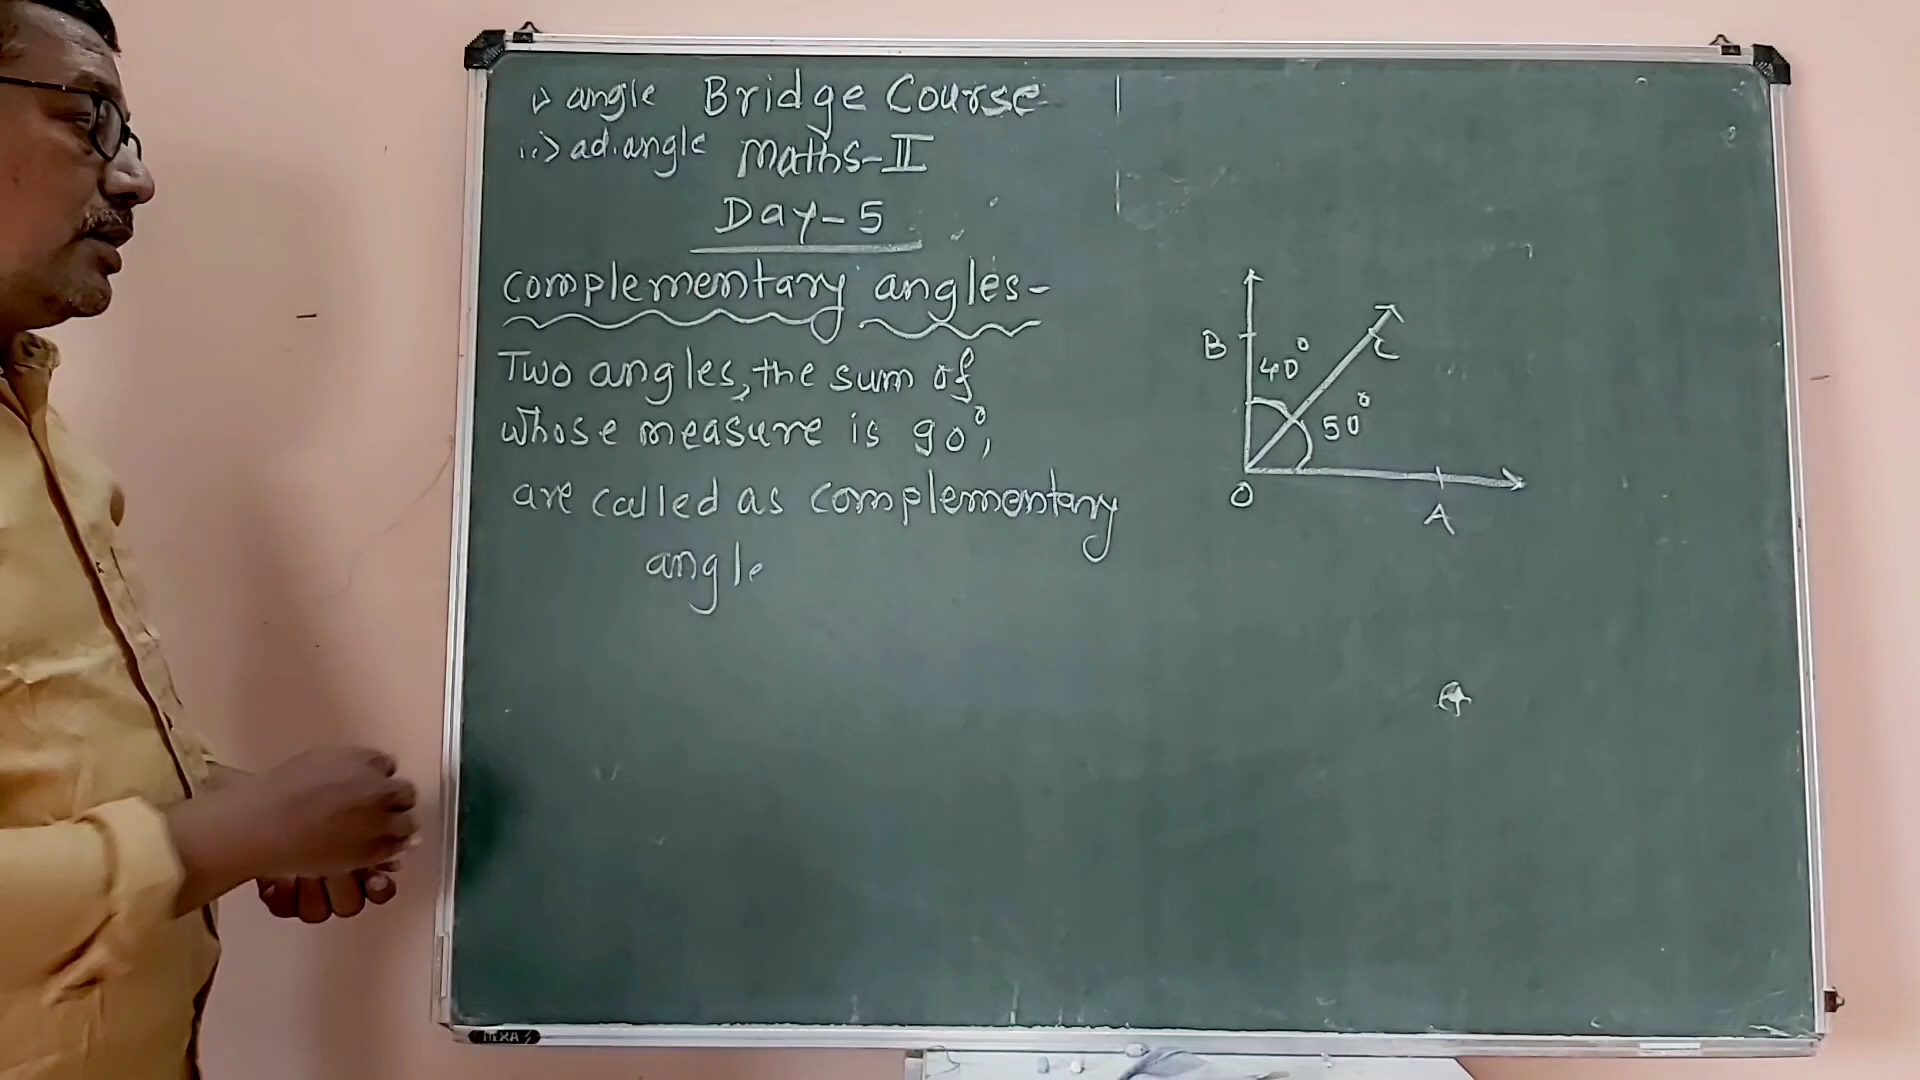 i> angle Bridge Course
ii> ad.angle Maths-II
Day-5
complementary angles-
Two angles, the sum of
whose measure is 90°,
are called as complementary
angle
B
40°
C
50°
O
A